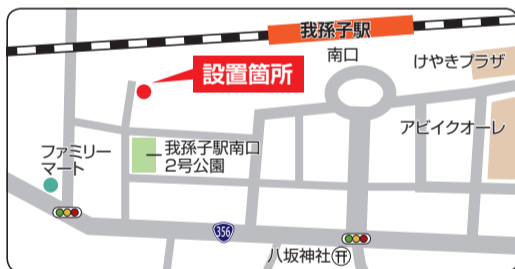 我孫子駅
南口
けやきプラザ
設置箇所
アビイクオーレ
我孫子駅南口
2号公園
ファミリー
マート
356
八坂神社